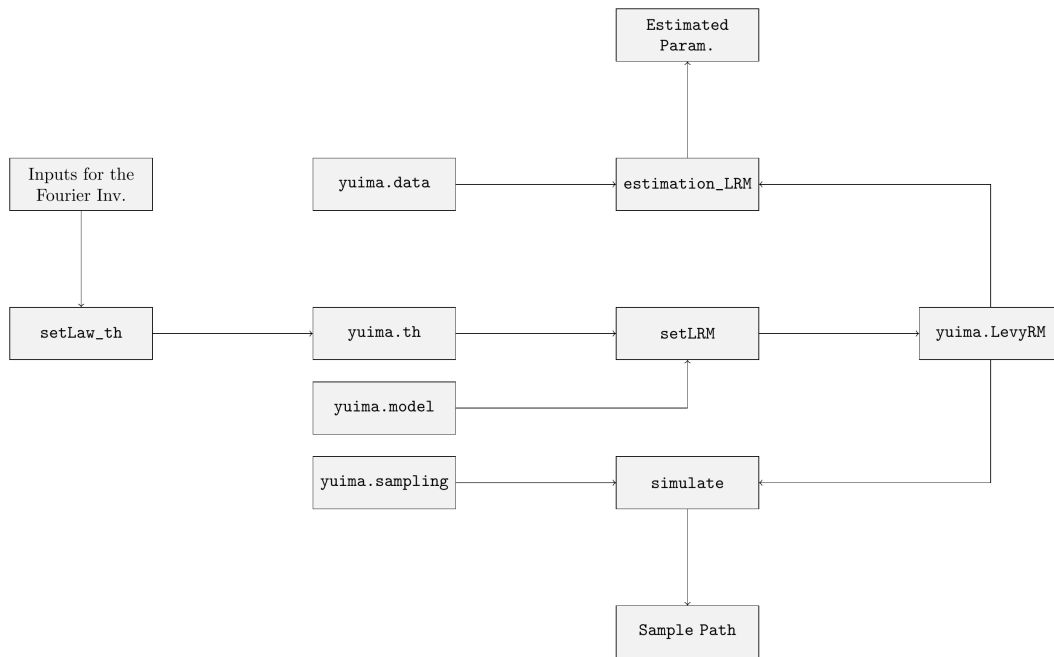 Estimated
Param.
Inputs for the
Fourier Inv.
yuima.data
estimation_LRM
setLaw_th
yuima.th
setLRM
yuima.LevyRM
yuima.model
yuima.sampling
simulate
Sample Path